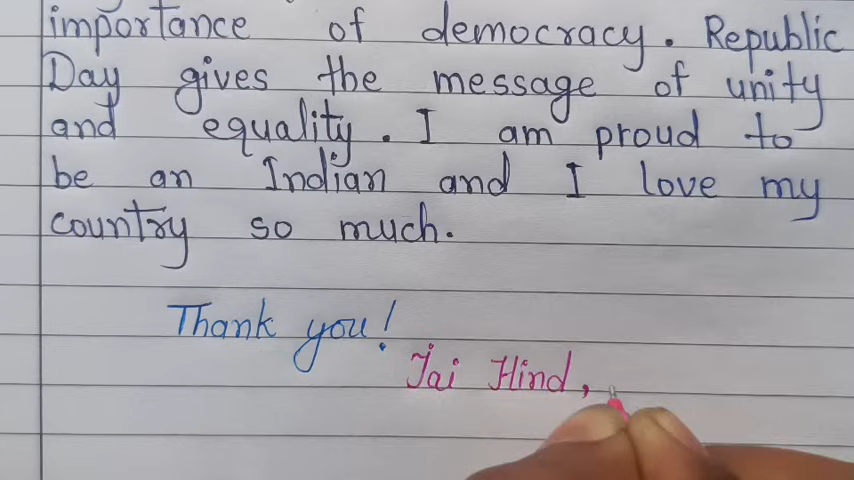 importance of democracy. Republic
Day gives the message of unity
and equality. I am proud to
be an Indian and I love my
country so much.
Thank you!
Jai Hind,